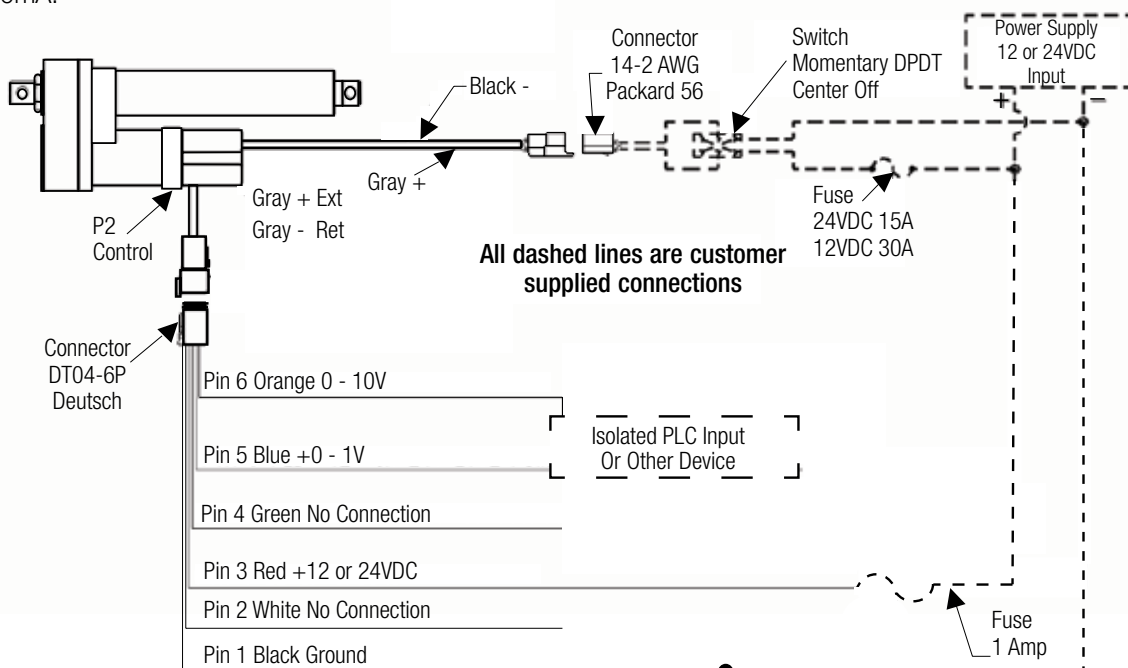 Connector
14-2 AWG
Packard 56
Switch
Momentary DPDT
Center Off
Power Supply
12 or 24VDC
Input
+
–
Black -
Gray +
P2
Control
Gray + Ext
Gray - Ret
Fuse
24VDC 15A
12VDC 30A
All dashed lines are customer
supplied connections
Connector
DT04-6P
Deutsch
Pin 6 Orange 0 - 10V
Isolated PLC Input
Or Other Device
Pin 5 Blue +0 - 1V
Pin 4 Green No Connection
Pin 3 Red +12 or 24VDC
Pin 2 White No Connection
Fuse
1 Amp
Pin 1 Black Ground